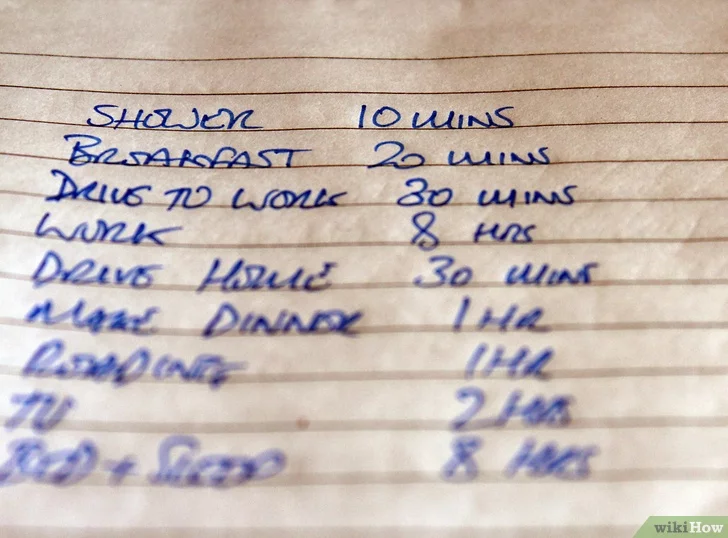 SHOWER 10 MINS
BREAKFAST 20 MINS
DRIVE TO WORK 30 MINS
WORK 8 HRS
DRIVE HOME 30 MINS
MAKE DINNER 1 HR
READING 1 HR
TV 2 HRS
BED + SLEEP 8 HRS
wikiHow